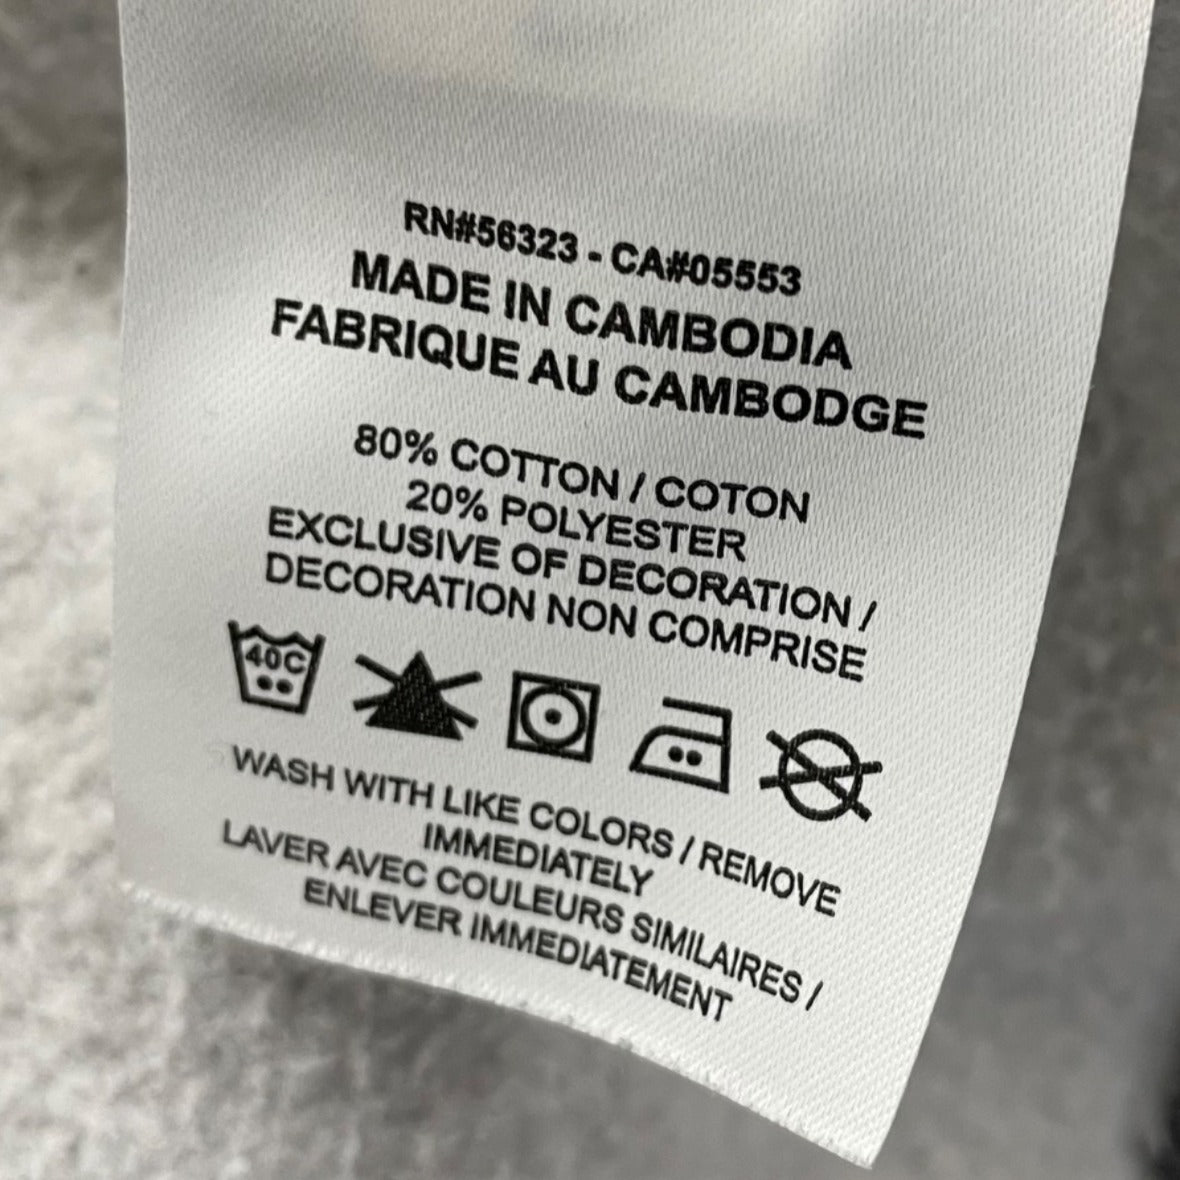 RN#56323 - CA#05553
MADE IN CAMBODIA
FABRIQUE AU CAMBODGE
80% COTTON / COTON
20% POLYESTER
EXCLUSIVE OF DECORATION /
DECORATION NON COMPRISE
40C
WASH WITH LIKE COLORS / REMOVE
IMMEDIATELY
LAVER AVEC COULEURS SIMILAIRES /
ENLEVER IMMEDIATEMENT